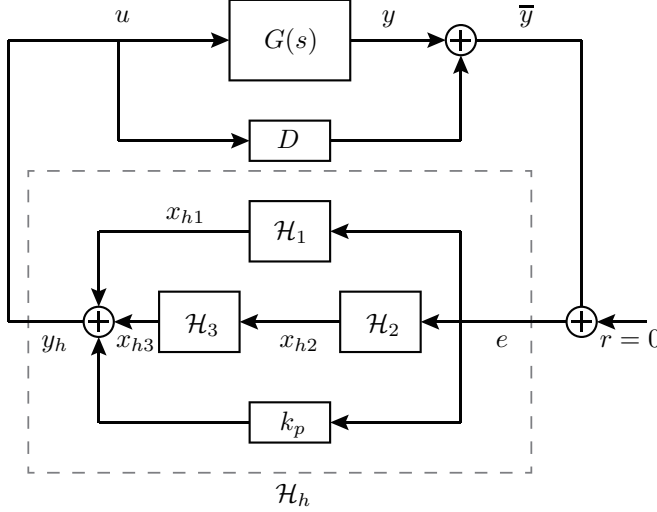 u
G(s)
y
y̅
D
x_{h1}
ℋ_1
ℋ_3
ℋ_2
y_h
x_{h3}
x_{h2}
e
r = 0
k_p
ℋ_h